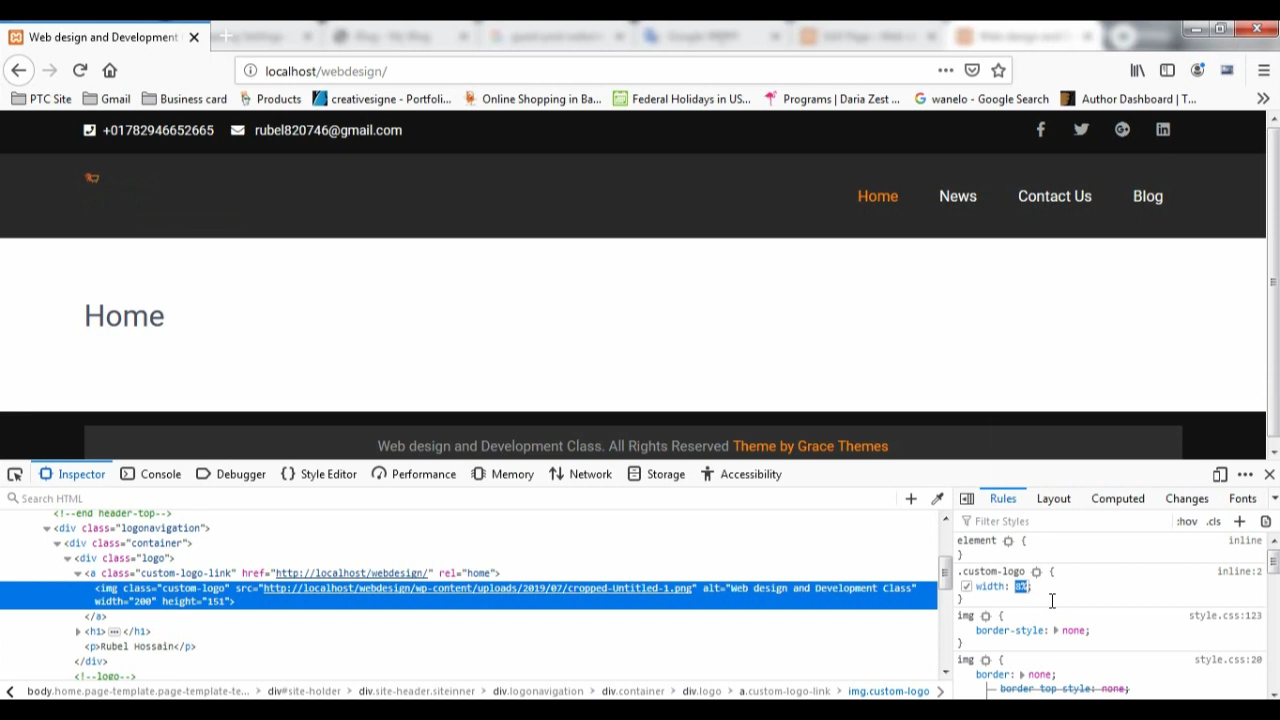 Web design and Development
localhost/webdesign/
PTC Site Gmail Business card Products creativesigne - Portfoli... Online Shopping in Ba... Federal Holidays in US... Programs | Daria Zest ... wanelo - Google Search Author Dashboard | T...
+01782946652665 rubel820746@gmail.com
Home News Contact Us Blog
Home
Web design and Development Class. All Rights Reserved Theme by Grace Themes
Inspector Console Debugger Style Editor Performance Memory Network Storage Accessibility
Search HTML
Rules Layout Computed Changes Fonts
Filter Styles :hov .cls
<!--end header-top-->
<div class="logonavigation">
<div class="container">
<div class="logo">
<a class="custom-logo-link" href="http://localhost/webdesign/" rel="home">
<img class="custom-logo" src="http://localhost/webdesign/wp-content/uploads/2019/07/cropped-Untitled-1.png" alt="Web design and Development Class"
width="200" height="151">
</a>
<h1> </h1>
<p>Rubel Hossain</p>
</div>
<!--logo-->
element { inline
}
.custom-logo { inline:2
width: 8%;
}
img { style.css:123
border-style: none;
}
img { style.css:20
border: none;
border-top-style: none;
body.home.page-template.page-template-te... div#site-holder div.site-header.siteinner div.logonavigation div.container div.logo a.custom-logo-link img.custom-logo